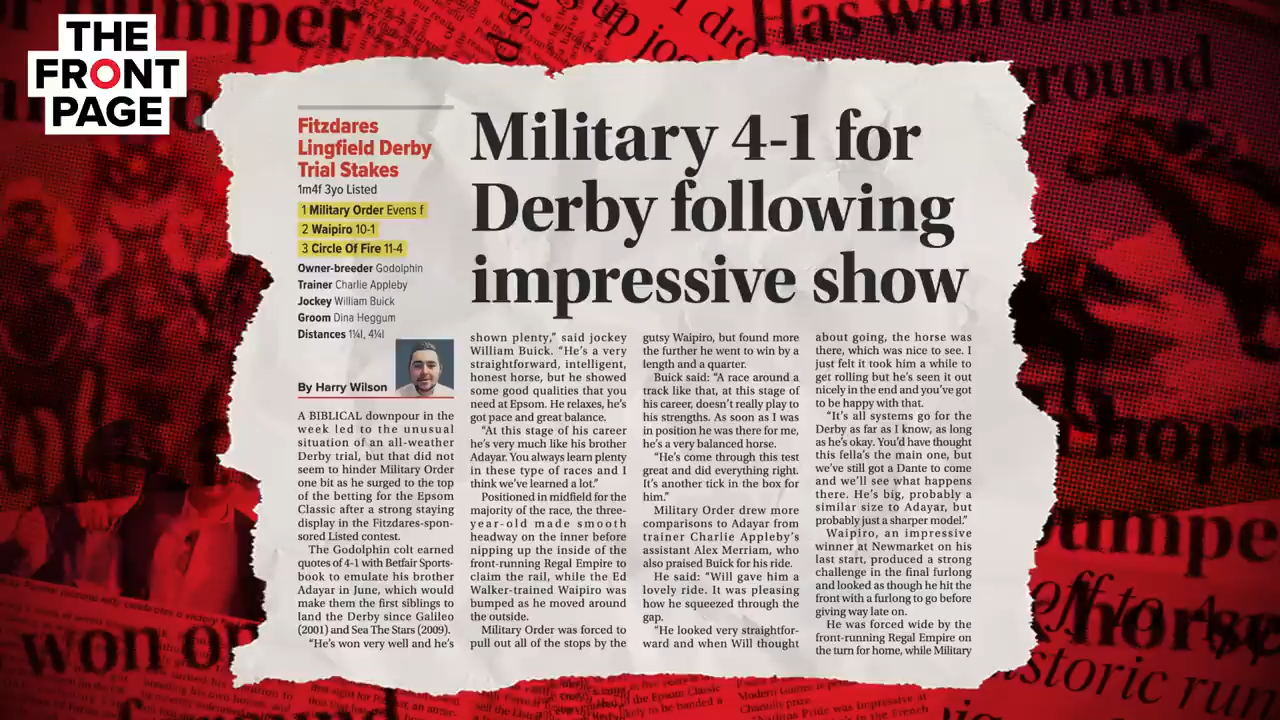 THE
FRONT
PAGE
Fitzdares
Lingfield Derby
Trial Stakes
1m4f 3yo Listed
1 Military Order Evens f
2 Waipiro 10-1
3 Circle Of Fire 11-4
Owner-breeder Godolphin
Trainer Charlie Appleby
Jockey William Buick
Groom Dina Heggum
Distances 1¼l, 4¼l
By Harry Wilson
Military 4-1 for
Derby following
impressive show
A BIBLICAL downpour in the
week led to the unusual
situation of an all-weather
Derby trial, but that did not
seem to hinder Military Order
one bit as he surged to the top
of the betting for the Epsom
Classic after a strong staying
display in the Fitzdares-spon-
sored Listed contest.
The Godolphin colt earned
quotes of 4-1 with Betfair Sports-
book to emulate his brother
Adayar in June, which would
make them the first siblings to
land the Derby since Galileo
(2001) and Sea The Stars (2009).
“He’s won very well and he’s
shown plenty,” said jockey
William Buick. “He’s a very
straightforward, intelligent,
honest horse, but he showed
some good qualities that you
need at Epsom. He relaxes, he’s
got pace and great balance.
“At this stage of his career
he’s very much like his brother
Adayar. You always learn plenty
in these type of races and I
think we’ve learned a lot.”
Positioned in midfield for the
majority of the race, the three-
year-old made smooth
headway on the inner before
nipping up the inside of the
front-running Regal Empire to
claim the rail, while the Ed
Walker-trained Waipiro was
bumped as he moved around
the outside.
Military Order was forced to
pull out all of the stops by the
gutsy Waipiro, but found more
the further he went to win by a
length and a quarter.
Buick said: “A race around a
track like that, at this stage of
his career, doesn’t really play to
his strengths. As soon as I was
in position he was there for me,
he’s a very balanced horse.
“He’s come through this test
great and did everything right.
It’s another tick in the box for
him.”
Military Order drew more
comparisons to Adayar from
trainer Charlie Appleby’s
assistant Alex Merriam, who
also praised Buick for his ride.
He said: “Will gave him a
lovely ride. It was pleasing
how he squeezed through the
gap.
“He looked very straightfor-
ward and when Will thought
about going, the horse was
there, which was nice to see. I
just felt it took him a while to
get rolling but he’s seen it out
nicely in the end and you’ve got
to be happy with that.
“It’s all systems go for the
Derby as far as I know, as long
as he’s okay. You’d have thought
this fella’s the main one, but
we’ve still got a Dante to come
and we’ll see what happens
there. He’s big, probably a
similar size to Adayar, but
probably just a sharper model.”
Waipiro, an impressive
winner at Newmarket on his
last start, produced a strong
challenge in the final furlong
and looked as though he hit the
front with a furlong to go before
giving way late on.
He was forced wide by the
front-running Regal Empire on
the turn for home, while Military